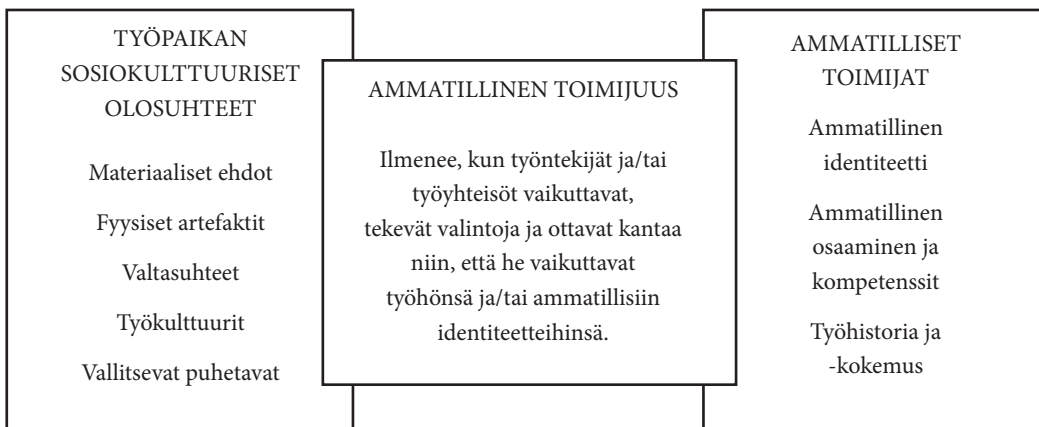 TYÖPAIKAN
SOSIOKULTTUURISET
OLOSUHTEET
Materiaaliset ehdot
Fyysiset artefaktit
Valtasuhteet
Työkulttuurit
Vallitsevat puhetavat
AMMATILLINEN TOIMIJUUS
Ilmenee, kun työntekijät ja/tai
työyhteisöt vaikuttavat,
tekevät valintoja ja ottavat kantaa
niin, että he vaikuttavat
työhönsä ja/tai ammatillisiin
identiteetteihinsä.
AMMATILLISET
TOIMIJAT
Ammatillinen
identiteetti
Ammatillinen
osaaminen ja
kompetenssit
Työhistoria ja
-kokemus